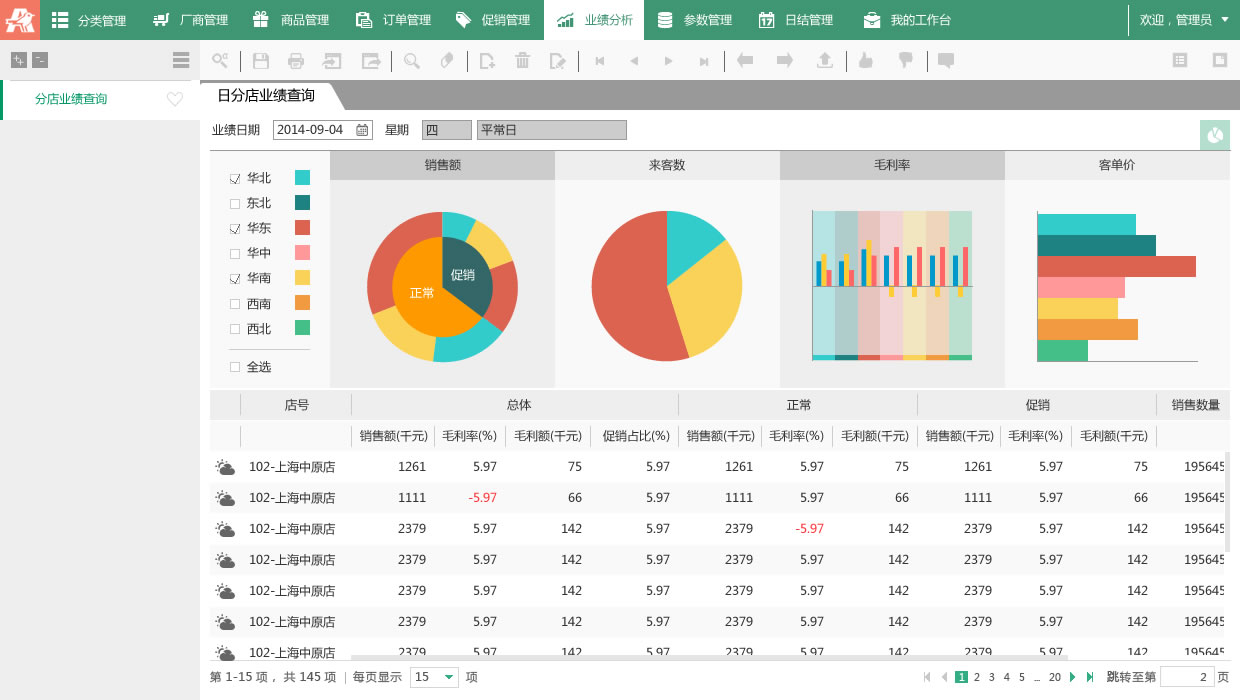 分类管理 厂商管理 商品管理 订单管理 促销管理 业绩分析 参数管理 日结管理 我的工作台 欢迎，管理员
分店业绩查询
日分店业绩查询
业绩日期 2014-09-04 星期 四 平常日
销售额 来客数 毛利率 客单价
华北
东北
华东
华中
华南
西南
西北
全选
促销
正常
店号 总体 正常 促销 销售数量
销售额(千元) 毛利率(%) 毛利额(千元) 促销占比(%) 销售额(千元) 毛利率(%) 毛利额(千元) 销售额(千元) 毛利率(%) 毛利额(千元)
102-上海中原店 1261 5.97 75 5.97 1261 5.97 75 1261 5.97 75 195645
102-上海中原店 1111 -5.97 66 5.97 1111 5.97 66 1111 5.97 66 195645
102-上海中原店 2379 5.97 142 5.97 2379 -5.97 142 2379 5.97 142 195645
102-上海中原店 2379 5.97 142 5.97 2379 5.97 142 2379 5.97 142 195645
102-上海中原店 2379 5.97 142 5.97 2379 5.97 142 2379 5.97 142 195645
102-上海中原店 2379 5.97 142 5.97 2379 5.97 142 2379 5.97 142 195645
102-上海中原店 2379 5.97 142 5.97 2379 5.97 142 2379 5.97 142 195645
第 1-15 项， 共 145 项 | 每页显示 15 项 1 2 3 4 5 ... 20 跳转至第 2 页